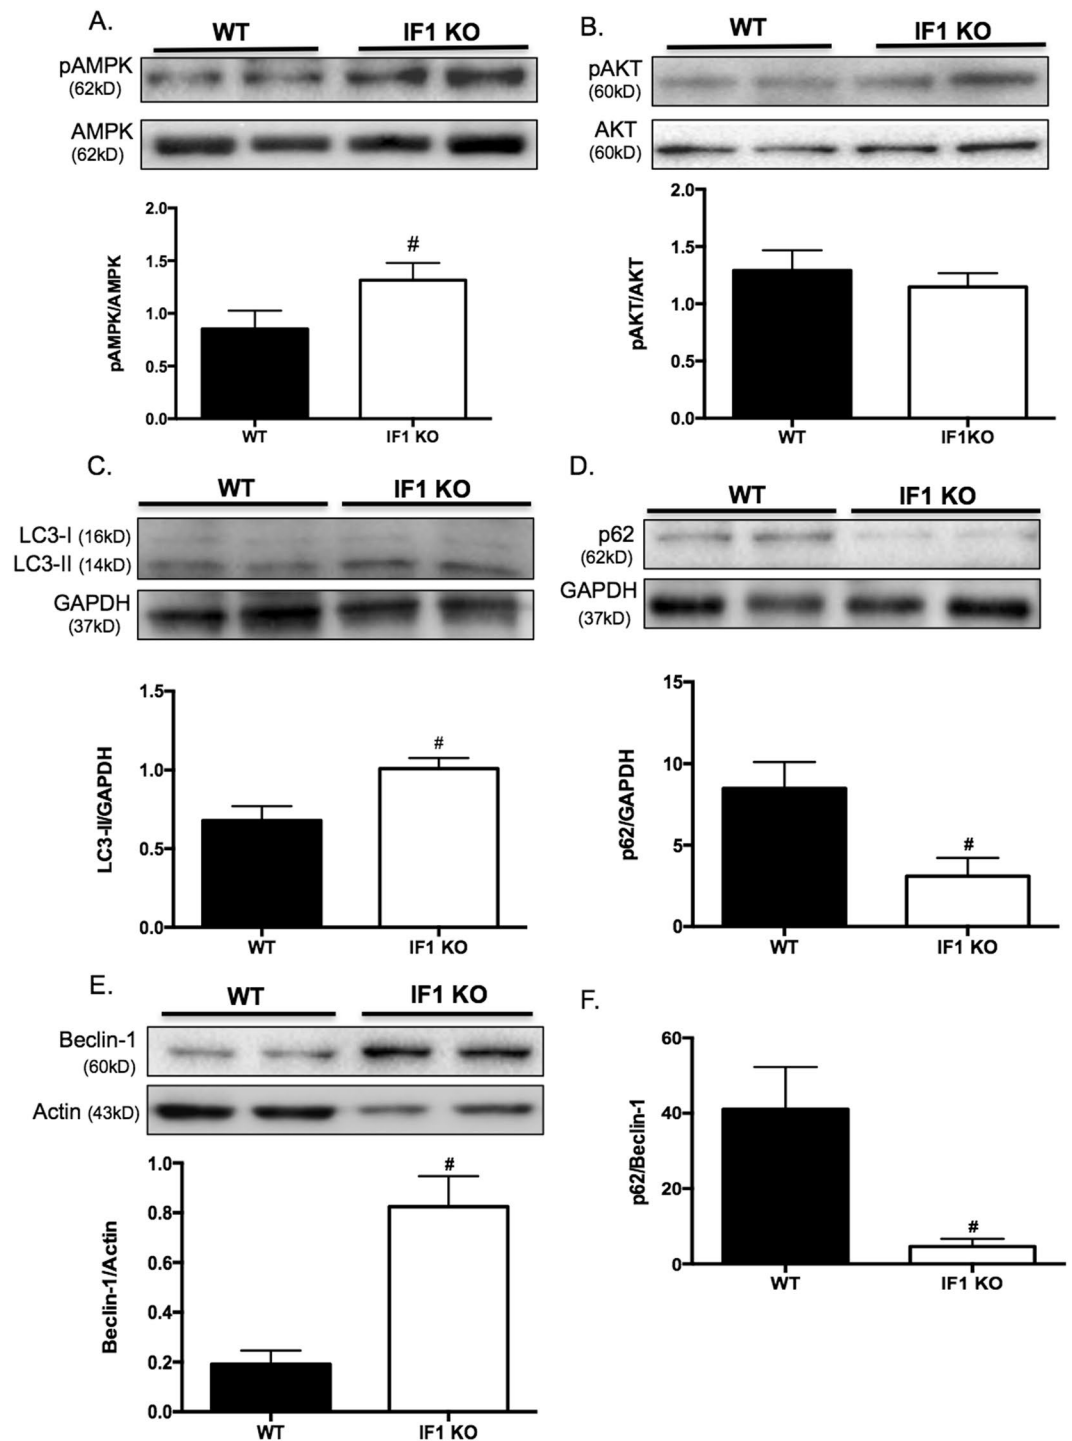 A.
WT IF1 KO
pAMPK
(62kD)
AMPK
(62kD)
2.0
1.5
1.0
0.5
0.0
pAMPK/AMPK
#
WT IF1 KO
B.
WT IF1 KO
pAKT
(60kD)
AKT
(60kD)
2.0
1.5
1.0
0.5
0.0
pAKT/AKT
WT IF1KO
C.
WT IF1 KO
LC3-I (16kD)
LC3-II (14kD)
GAPDH
(37kD)
1.5
1.0
0.5
0.0
LC3-II/GAPDH
#
WT IF1 KO
D.
WT IF1 KO
p62
(62kD)
GAPDH
(37kD)
15
10
5
0
p62/GAPDH
#
WT IF1 KO
E.
WT IF1 KO
Beclin-1
(60kD)
Actin (43kD)
1.0
0.8
0.6
0.4
0.2
0.0
Beclin-1/Actin
#
WT IF1 KO
F.
60
40
20
0
p62/Beclin-1
#
WT IF1 KO